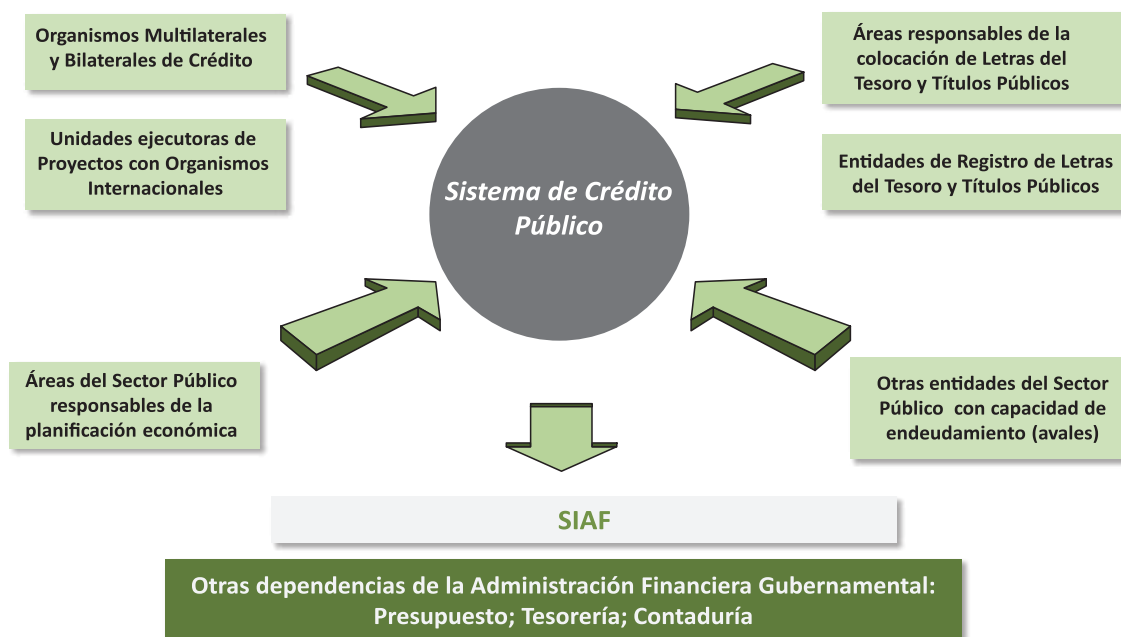 Organismos Multilaterales
y Bilaterales de Crédito
Unidades ejecutoras de
Proyectos con Organismos
Internacionales
Áreas responsables de la
colocación de Letras del
Tesoro y Títulos Públicos
Entidades de Registro de Letras
del Tesoro y Títulos Públicos
Sistema de Crédito
Público
Áreas del Sector Público
responsables de la
planificación económica
Otras entidades del Sector
Público con capacidad de
endeudamiento (avales)
SIAF
Otras dependencias de la Administración Financiera Gubernamental:
Presupuesto; Tesorería; Contaduría